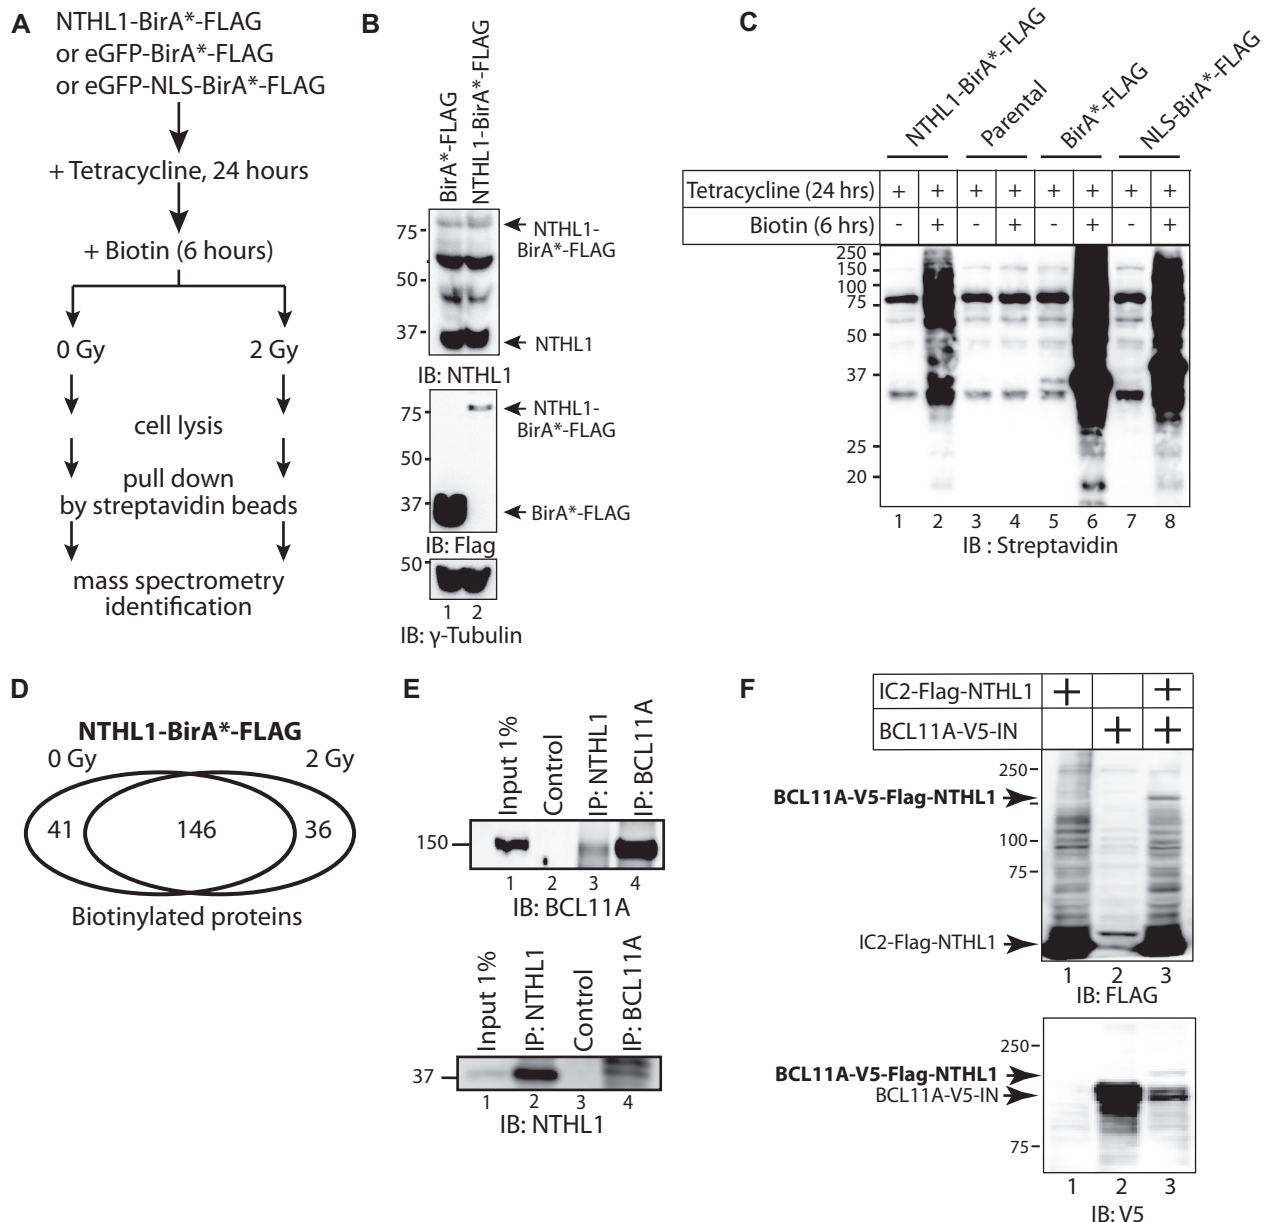 A
NTHL1-BirA*-FLAG
or eGFP-BirA*-FLAG
or eGFP-NLS-BirA*-FLAG
+ Tetracycline, 24 hours
+ Biotin (6 hours)
0 Gy
2 Gy
cell lysis
pull down
by streptavidin beads
mass spectrometry
identification
B
BirA*-FLAG
NTHL1-BirA*-FLAG
75
50
37
NTHL1-
BirA*-FLAG
NTHL1
IB: NTHL1
75
50
37
NTHL1-
BirA*-FLAG
BirA*-FLAG
IB: Flag
50
1 2
IB: γ-Tubulin
C
NTHL1-BirA*-FLAG
Parental
BirA*-FLAG
NLS-BirA*-FLAG
Tetracycline (24 hrs) + + + + + + + +
Biotin (6 hrs) - + - + - + - +
250
150
100
75
50
37
25
20
1 2 3 4 5 6 7 8
IB : Streptavidin
D
NTHL1-BirA*-FLAG
0 Gy
2 Gy
41 146 36
Biotinylated proteins
E
Input 1%
Control
IP: NTHL1
IP: BCL11A
150
1 2 3 4
IB: BCL11A
Input 1%
IP: NTHL1
Control
IP: BCL11A
37
1 2 3 4
IB: NTHL1
F
IC2-Flag-NTHL1 + +
BCL11A-V5-IN + +
250
BCL11A-V5-Flag-NTHL1
100
75
IC2-Flag-NTHL1
1 2 3
IB: FLAG
250
BCL11A-V5-Flag-NTHL1
BCL11A-V5-IN
75
1 2 3
IB: V5